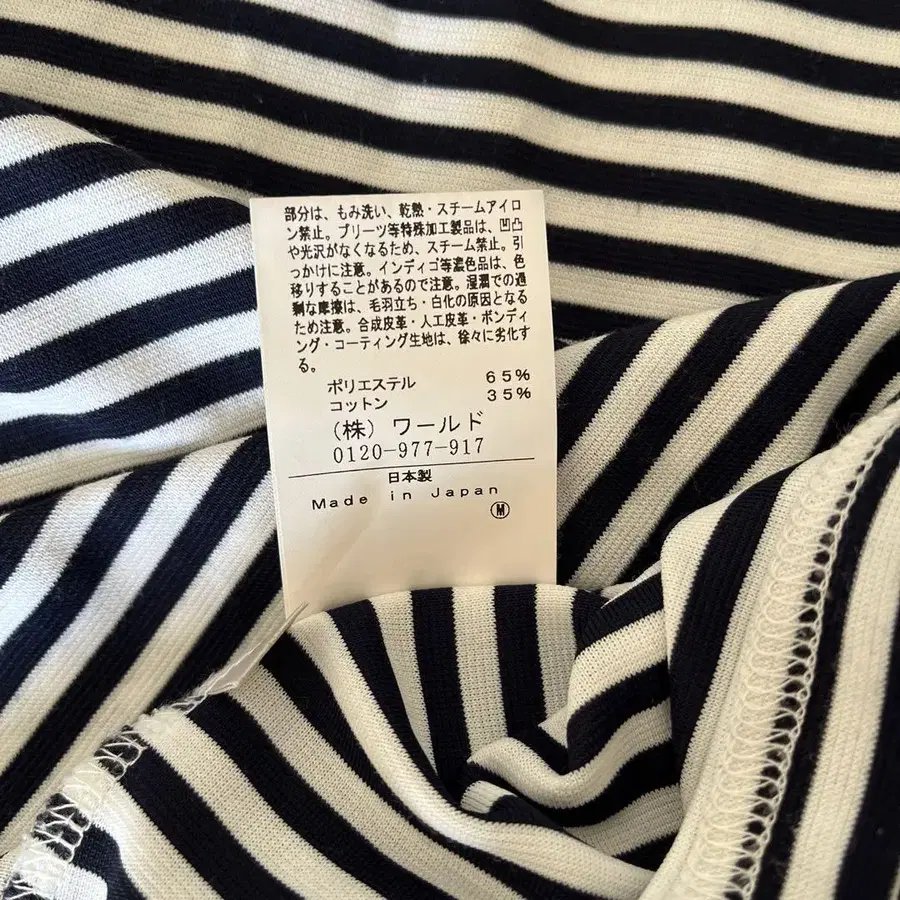 部分は、もみ洗い、乾熱・スチームアイロ
ン禁止。プリーツ等特殊加工製品は、凹凸
や光沢がなくなるため、スチーム禁止。引
っかけに注意。インディゴ等濃色品は、色
移りすることがあるので注意。湿潤での過
剰な摩擦は、毛羽立ち・白化の原因となる
ため注意。合成皮革・人工皮革・ボンディ
ング・コーティング生地は、徐々に劣化す
る。
ポリエステル 65%
コットン 35%
(株) ワールド
0120-977-917
日本製
Made in Japan
Ⓜ